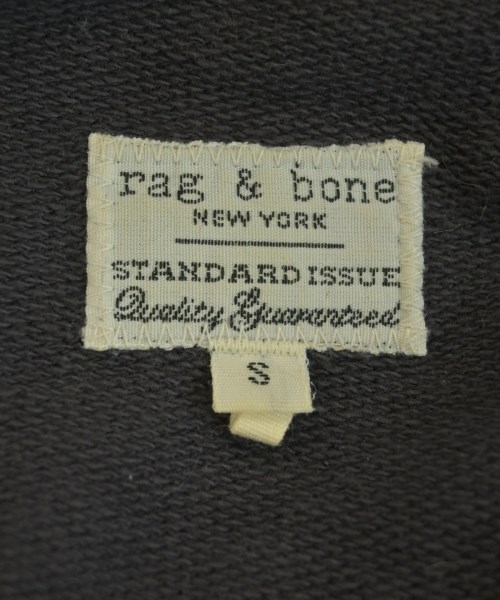 rag & bone
NEW YORK
STANDARD ISSUE
Quality Guaranteed
S